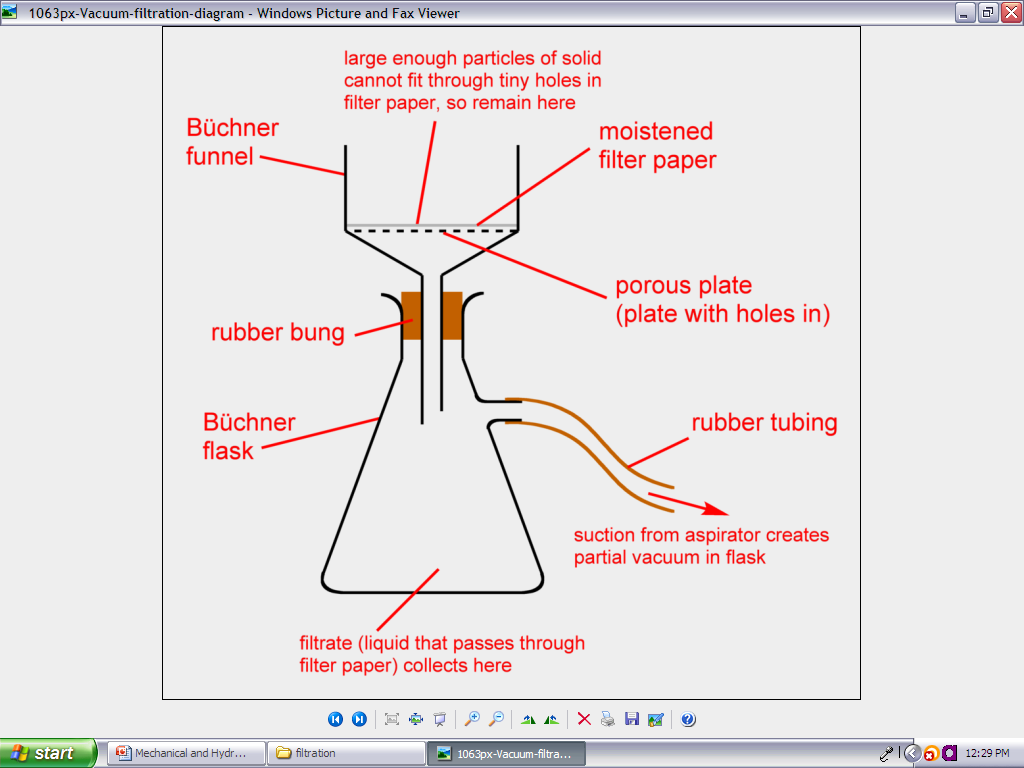 1063px-Vacuum-filtration-diagram - Windows Picture and Fax Viewer
large enough particles of solid
cannot fit through tiny holes in
filter paper, so remain here
Büchner
funnel
moistened
filter paper
porous plate
(plate with holes in)
rubber bung
Büchner
flask
rubber tubing
suction from aspirator creates
partial vacuum in flask
filtrate (liquid that passes through
filter paper) collects here
start
Mechanical and Hydr...
filtration
1063px-Vacuum-filtra...
12:29 PM